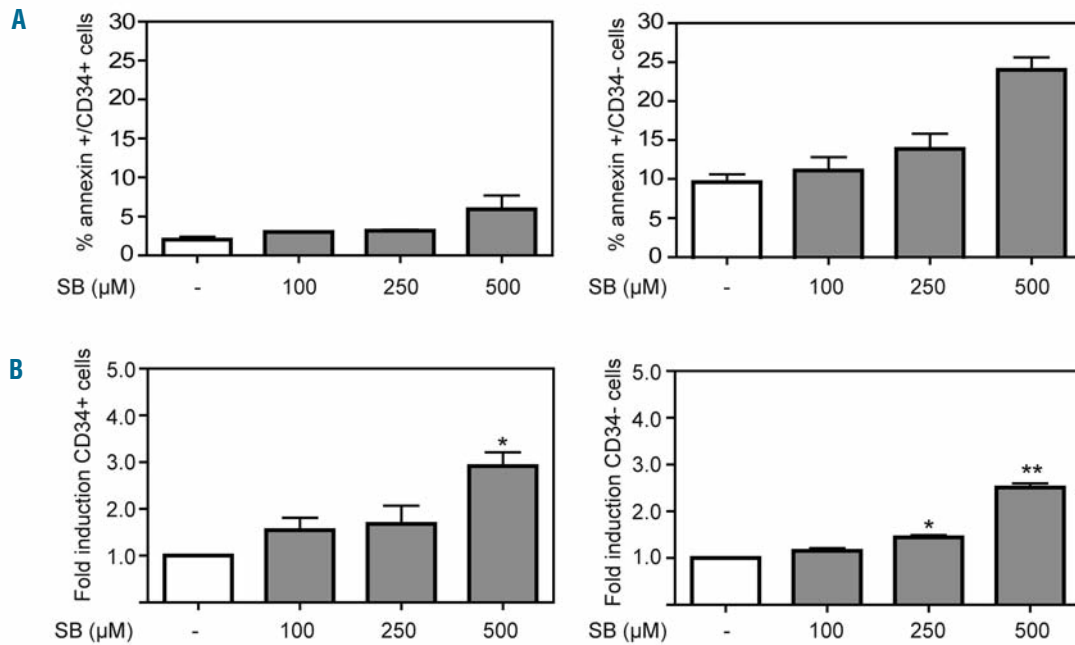 A
% annexin +/CD34+ cells
30
25
20
15
10
5
0
SB (µM) - 100 250 500
% annexin +/CD34- cells
30
25
20
15
10
5
0
SB (µM) - 100 250 500
B
Fold induction CD34+ cells
5.0
4.0
3.0
2.0
1.0
*
SB (µM) - 100 250 500
Fold induction CD34- cells
5.0
4.0
3.0
2.0
1.0
*
**
SB (µM) - 100 250 500